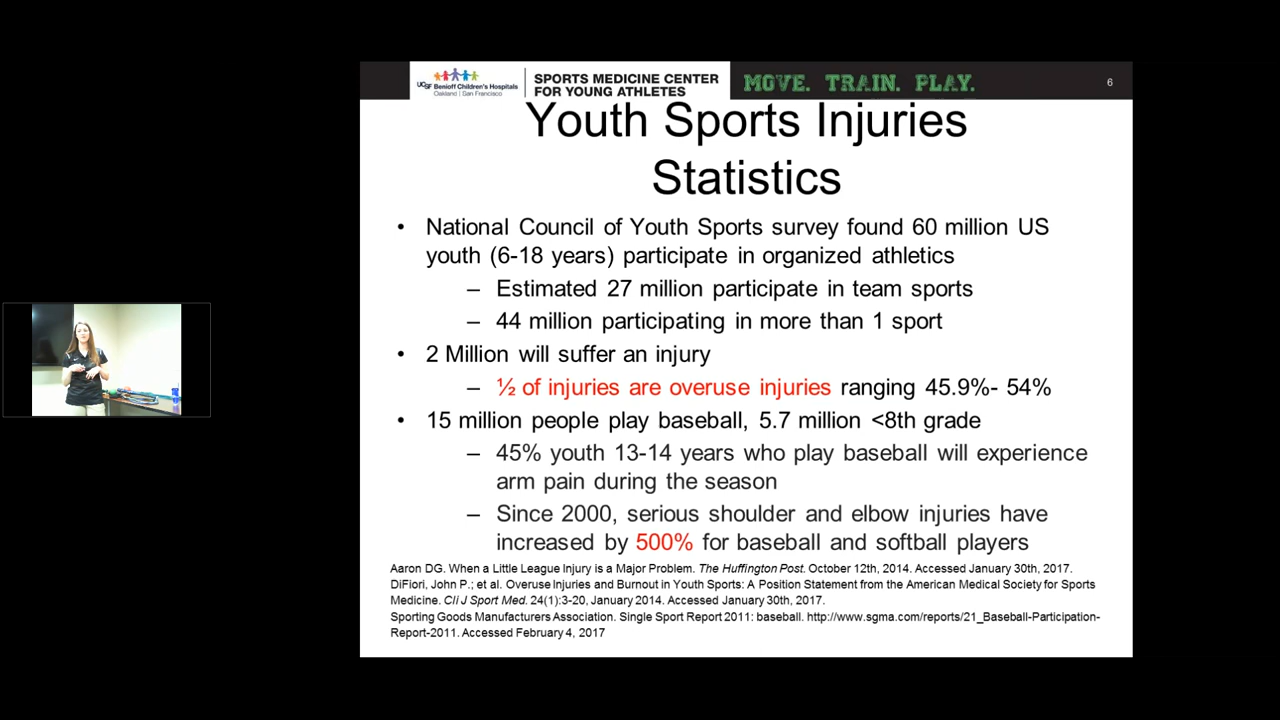 UCSF Benioff Children's Hospitals
Oakland | San Francisco
SPORTS MEDICINE CENTER
FOR YOUNG ATHLETES
MOVE. TRAIN. PLAY.
6
Youth Sports Injuries
Statistics
• National Council of Youth Sports survey found 60 million US
youth (6-18 years) participate in organized athletics
– Estimated 27 million participate in team sports
– 44 million participating in more than 1 sport
• 2 Million will suffer an injury
– ½ of injuries are overuse injuries ranging 45.9%- 54%
• 15 million people play baseball, 5.7 million <8th grade
– 45% youth 13-14 years who play baseball will experience
arm pain during the season
– Since 2000, serious shoulder and elbow injuries have
increased by 500% for baseball and softball players
Aaron DG. When a Little League Injury is a Major Problem. The Huffington Post. October 12th, 2014. Accessed January 30th, 2017.
DiFiori, John P.; et al. Overuse Injuries and Burnout in Youth Sports: A Position Statement from the American Medical Society for Sports
Medicine. Cli J Sport Med. 24(1):3-20, January 2014. Accessed January 30th, 2017.
Sporting Goods Manufacturers Association. Single Sport Report 2011: baseball. http://www.sgma.com/reports/21_Baseball-Participation-
Report-2011. Accessed February 4, 2017